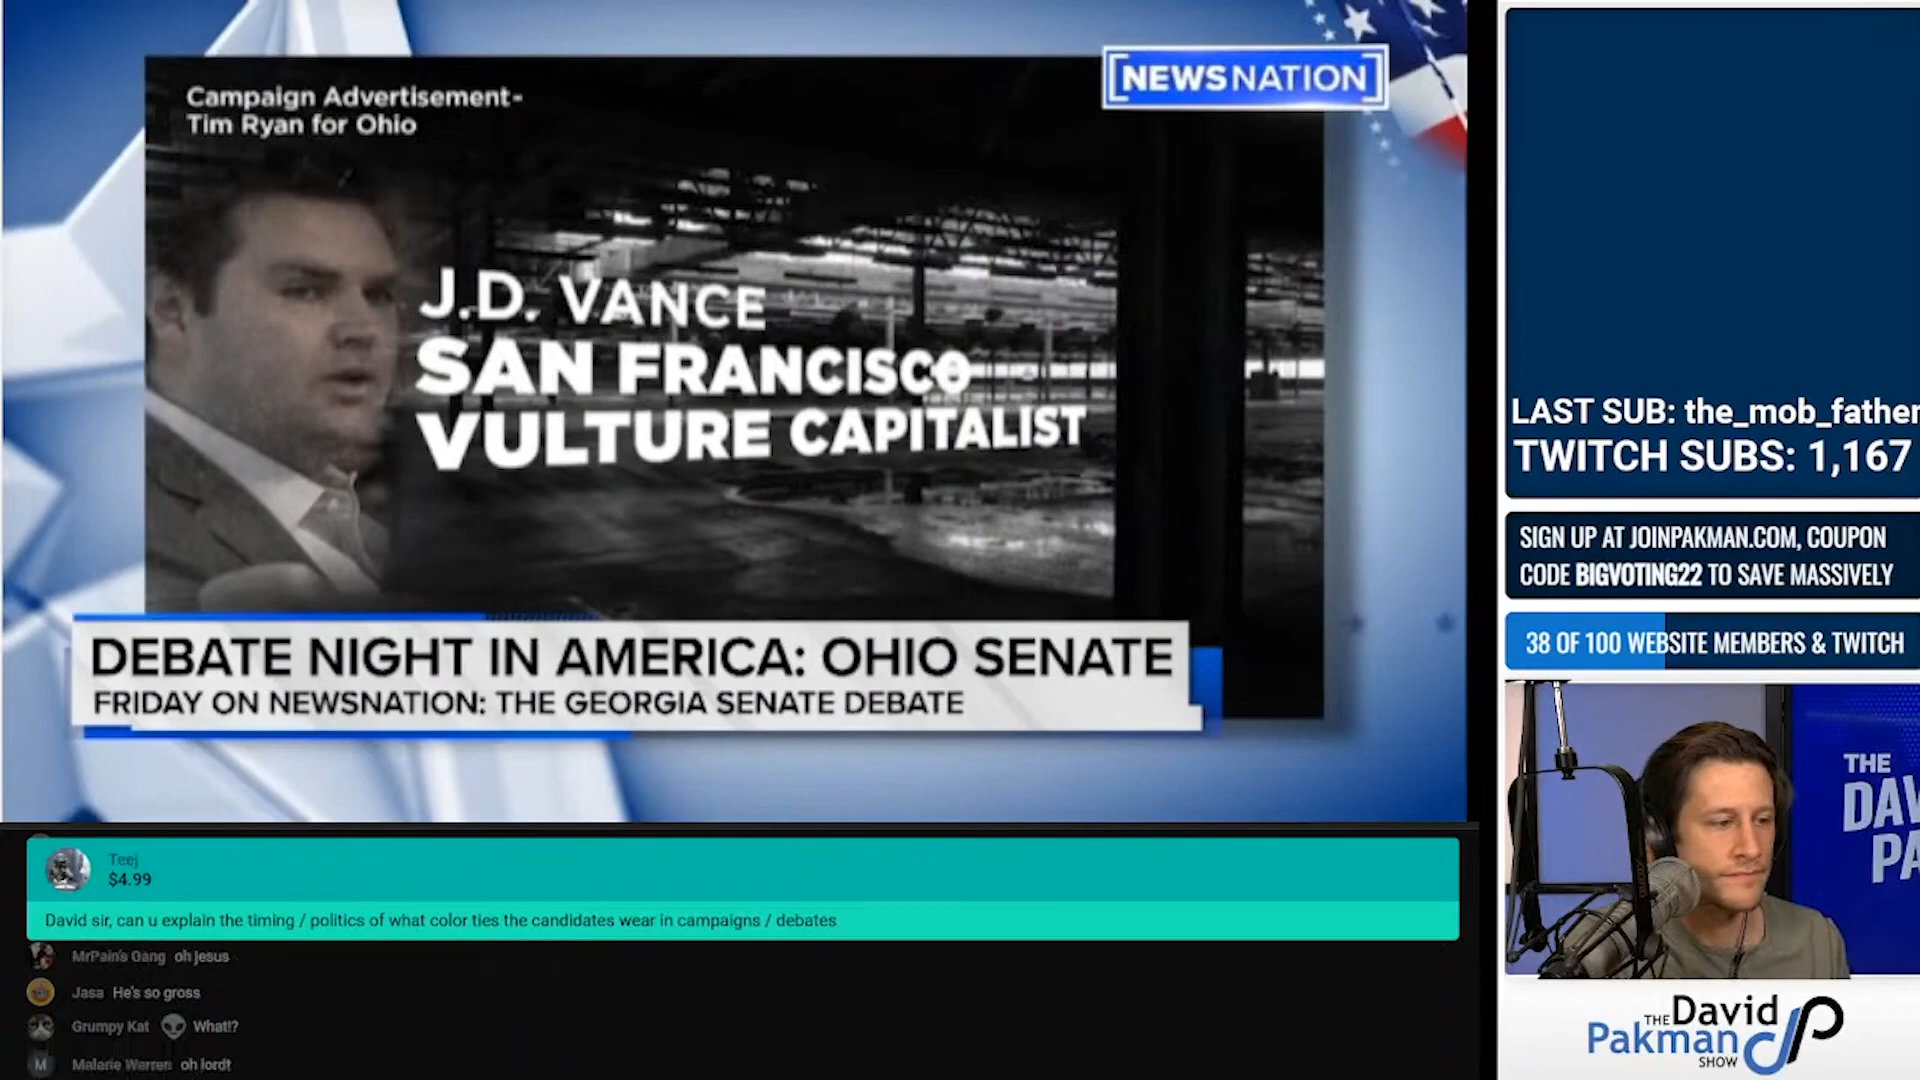 Campaign Advertisement-
Tim Ryan for Ohio
NEWSNATION
J.D. VANCE
SAN FRANCISCO
VULTURE CAPITALIST
DEBATE NIGHT IN AMERICA: OHIO SENATE
FRIDAY ON NEWSNATION: THE GEORGIA SENATE DEBATE
LAST SUB: the_mob_father
TWITCH SUBS: 1,167
SIGN UP AT JOINPAKMAN.COM, COUPON
CODE BIGVOTING22 TO SAVE MASSIVELY
38 OF 100 WEBSITE MEMBERS & TWITCH
THE
DAV
PA
THE David
Pakman
SHOW
Teej
$4.99
David sir, can u explain the timing / politics of what color ties the candidates wear in campaigns / debates
MrPain's Gang oh jesus
Jasa He's so gross
Grumpy Kat What!?
M Malarie Warren oh lordt